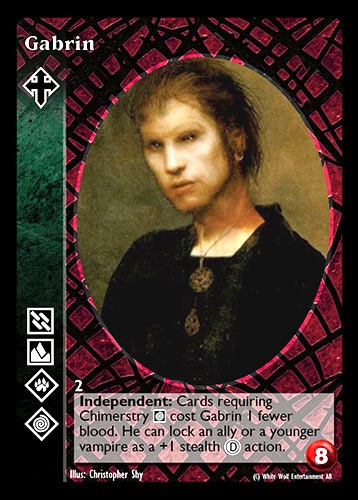 Gabrin
2
Independent: Cards requiring
Chimerstry cost Gabrin 1 fewer
blood. He can lock an ally or a younger
vampire as a +1 stealth D action.
8
Illus: Christopher Shy
(C) White Wolf Entertainment AB